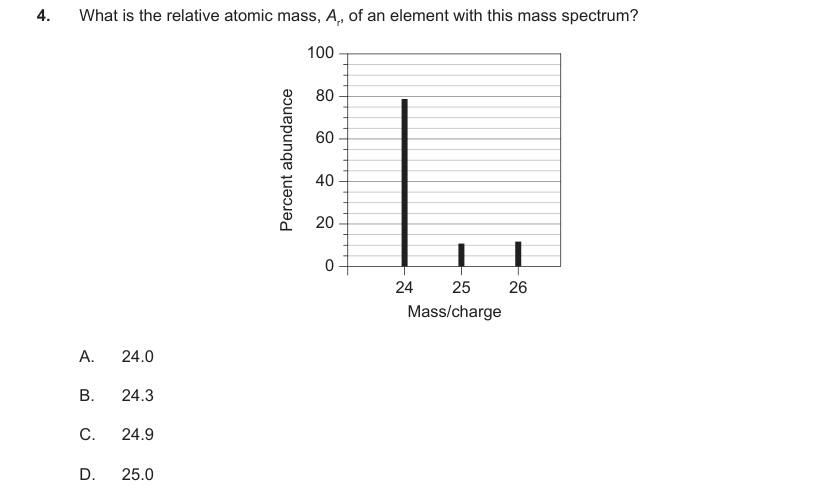 4. What is the relative atomic mass, Ar, of an element with this mass spectrum?
100
80
60
40
20
0
Percent abundance
24 25 26
Mass/charge
A. 24.0
B. 24.3
C. 24.9
D. 25.0